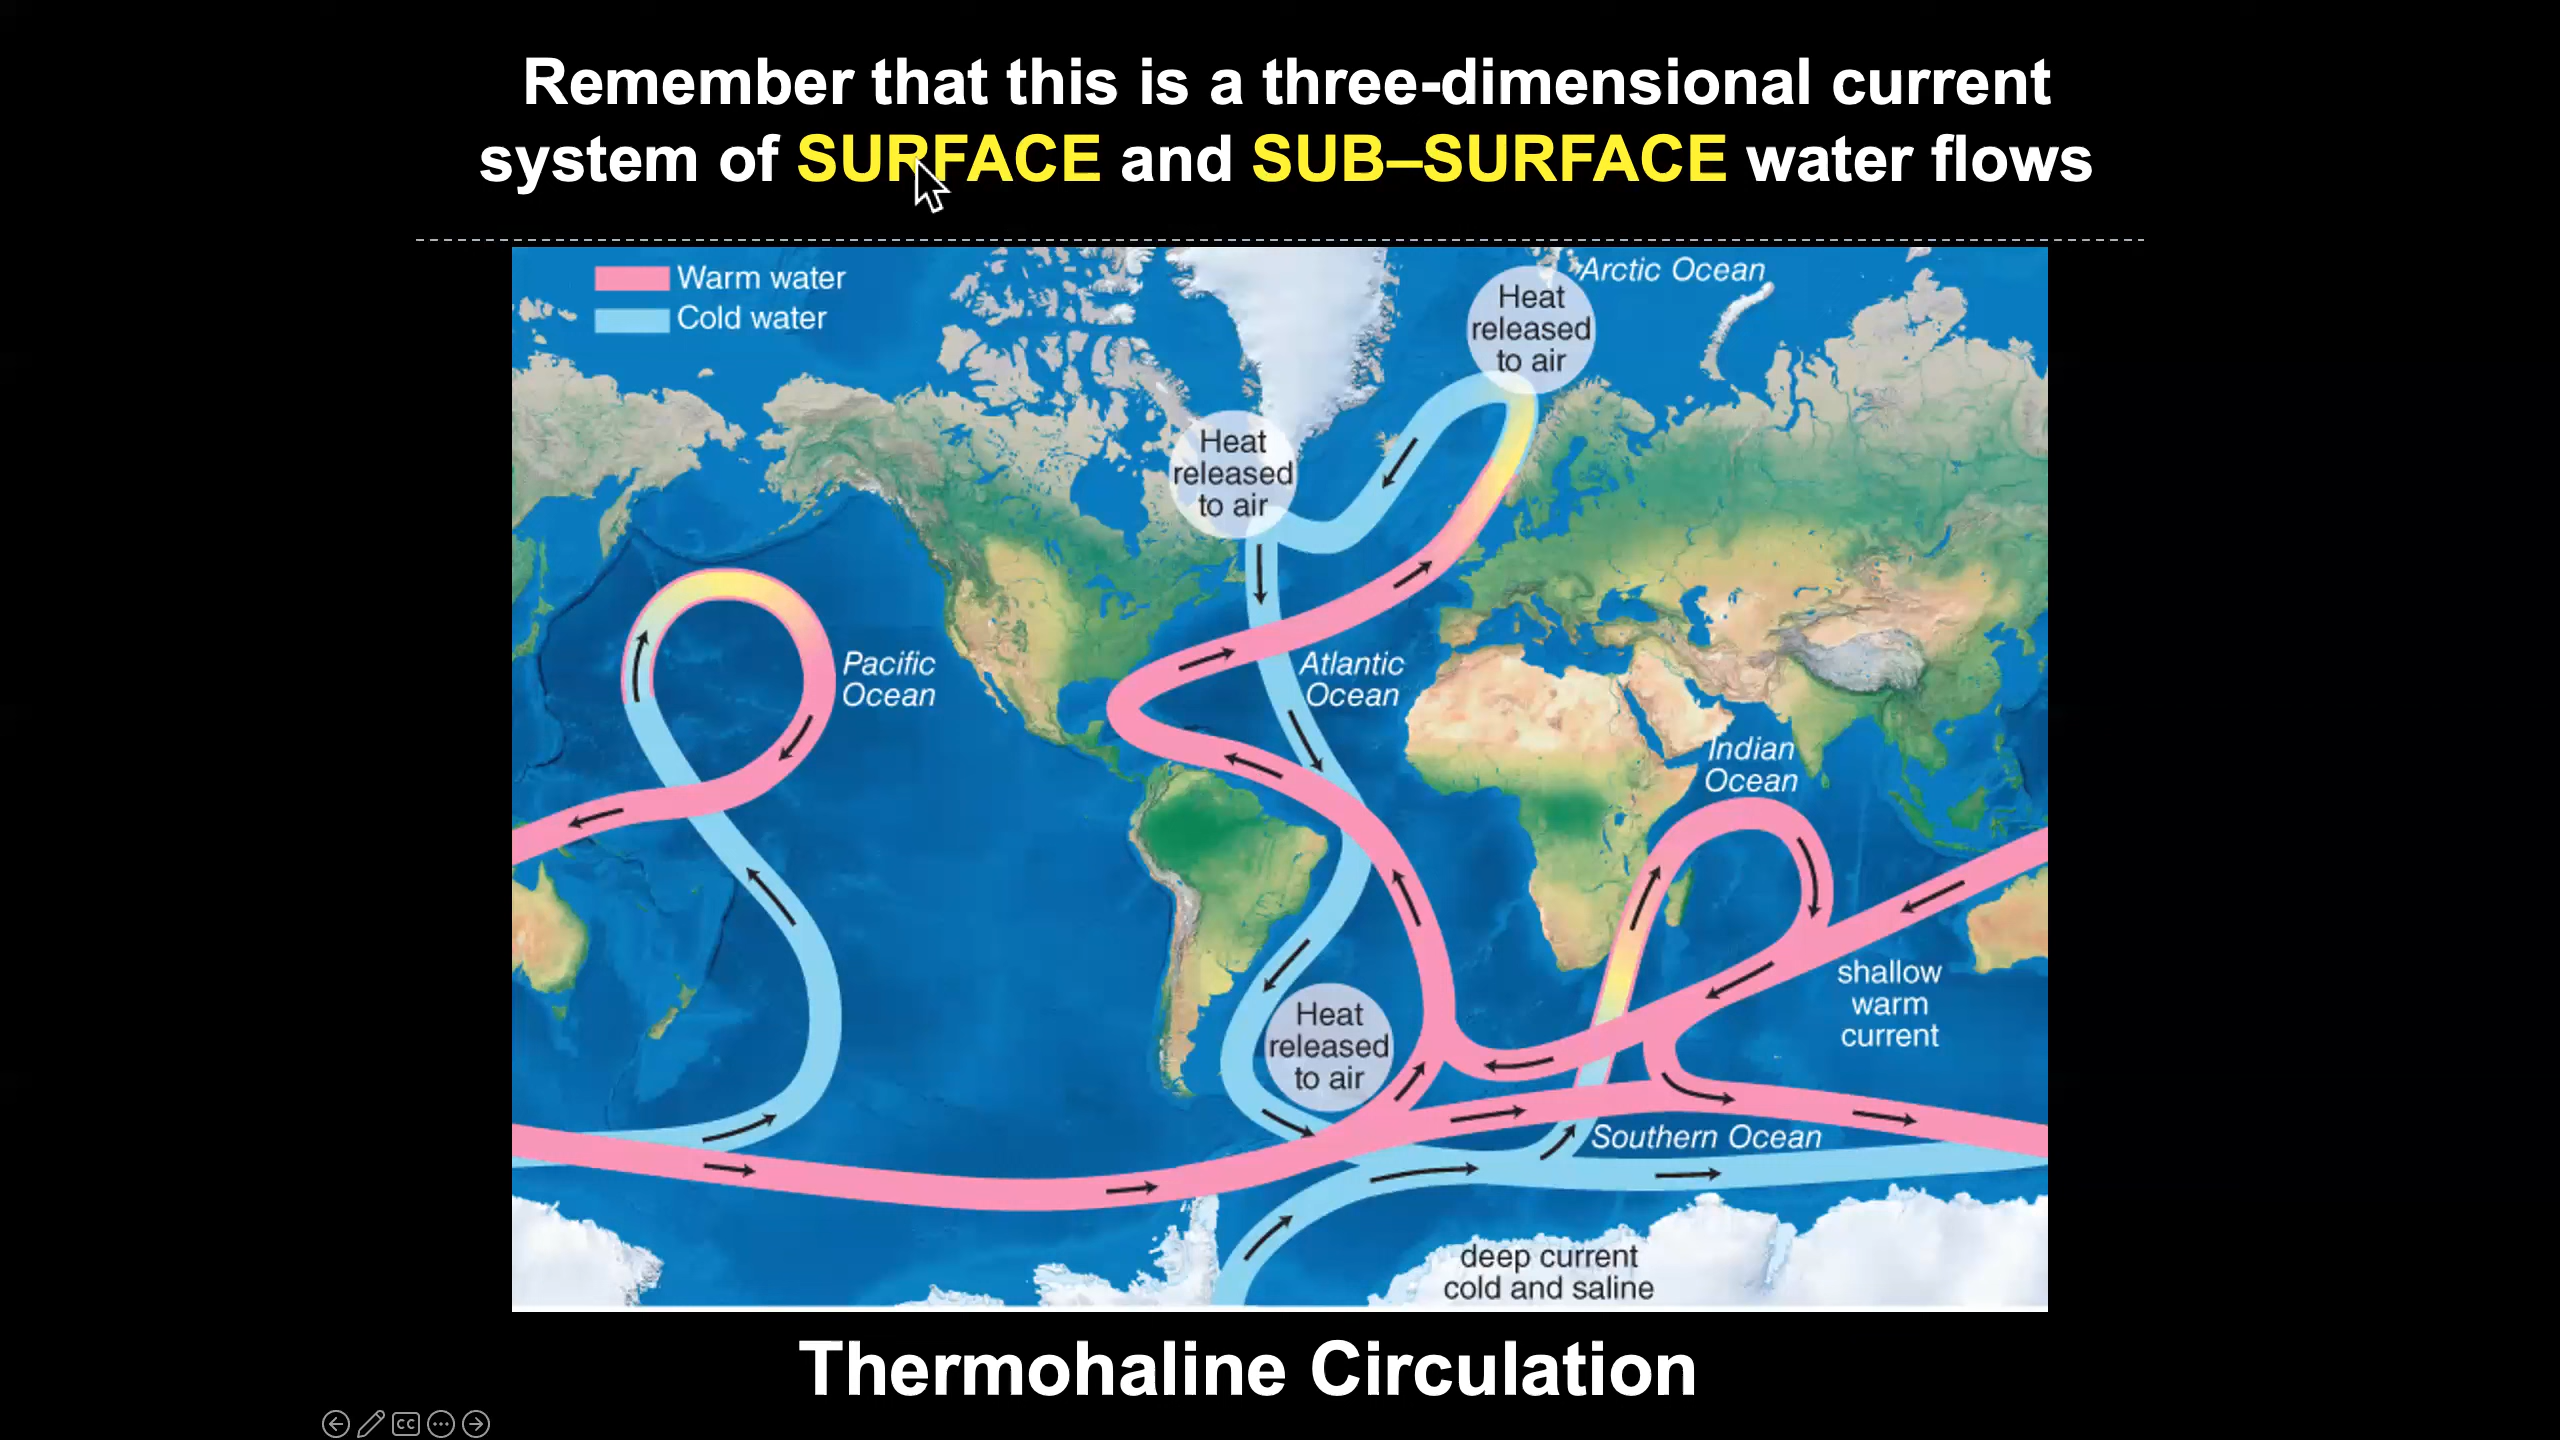 Remember that this is a three-dimensional current
system of SURFACE and SUB–SURFACE water flows
Warm water
Cold water
Arctic Ocean
Heat
released
to air
Heat
released
to air
Pacific
Ocean
Atlantic
Ocean
Indian
Ocean
shallow
warm
current
Heat
released
to air
Southern Ocean
deep current
cold and saline
Thermohaline Circulation
CC